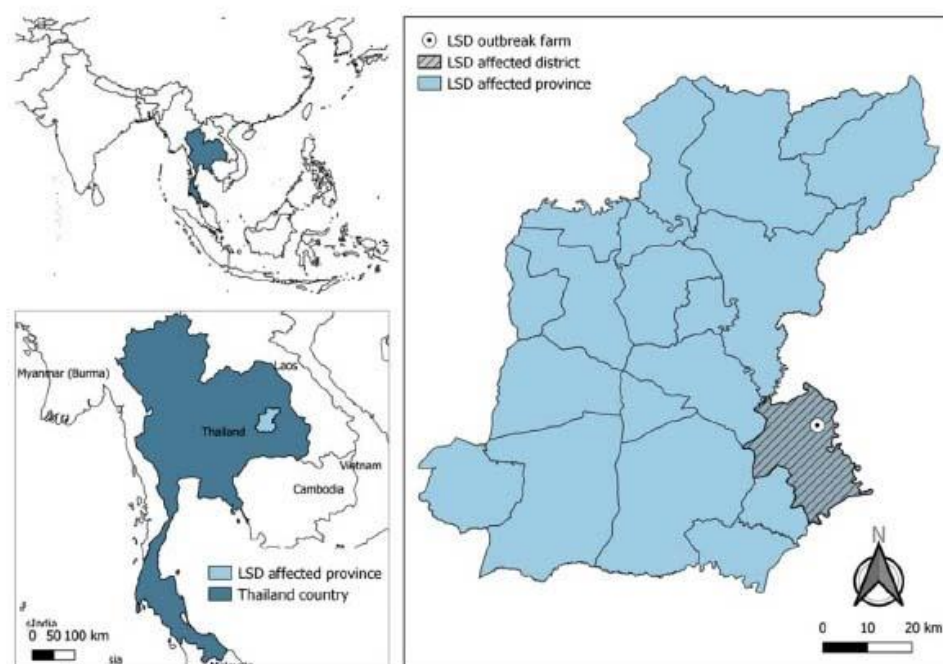 LSD outbreak farm
LSD affected district
LSD affected province
N
0 10 20 km
Myanmar (Burma)
Laos
Thailand
Vietnam
Cambodia
LSD affected province
Thailand country
0 50 100 km
sia